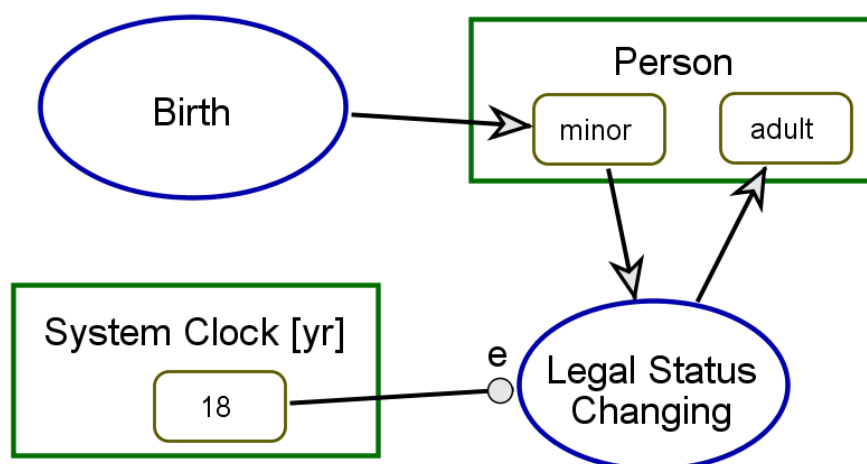 Person
Birth
minor
adult
System Clock [yr]
18
e
Legal Status
Changing